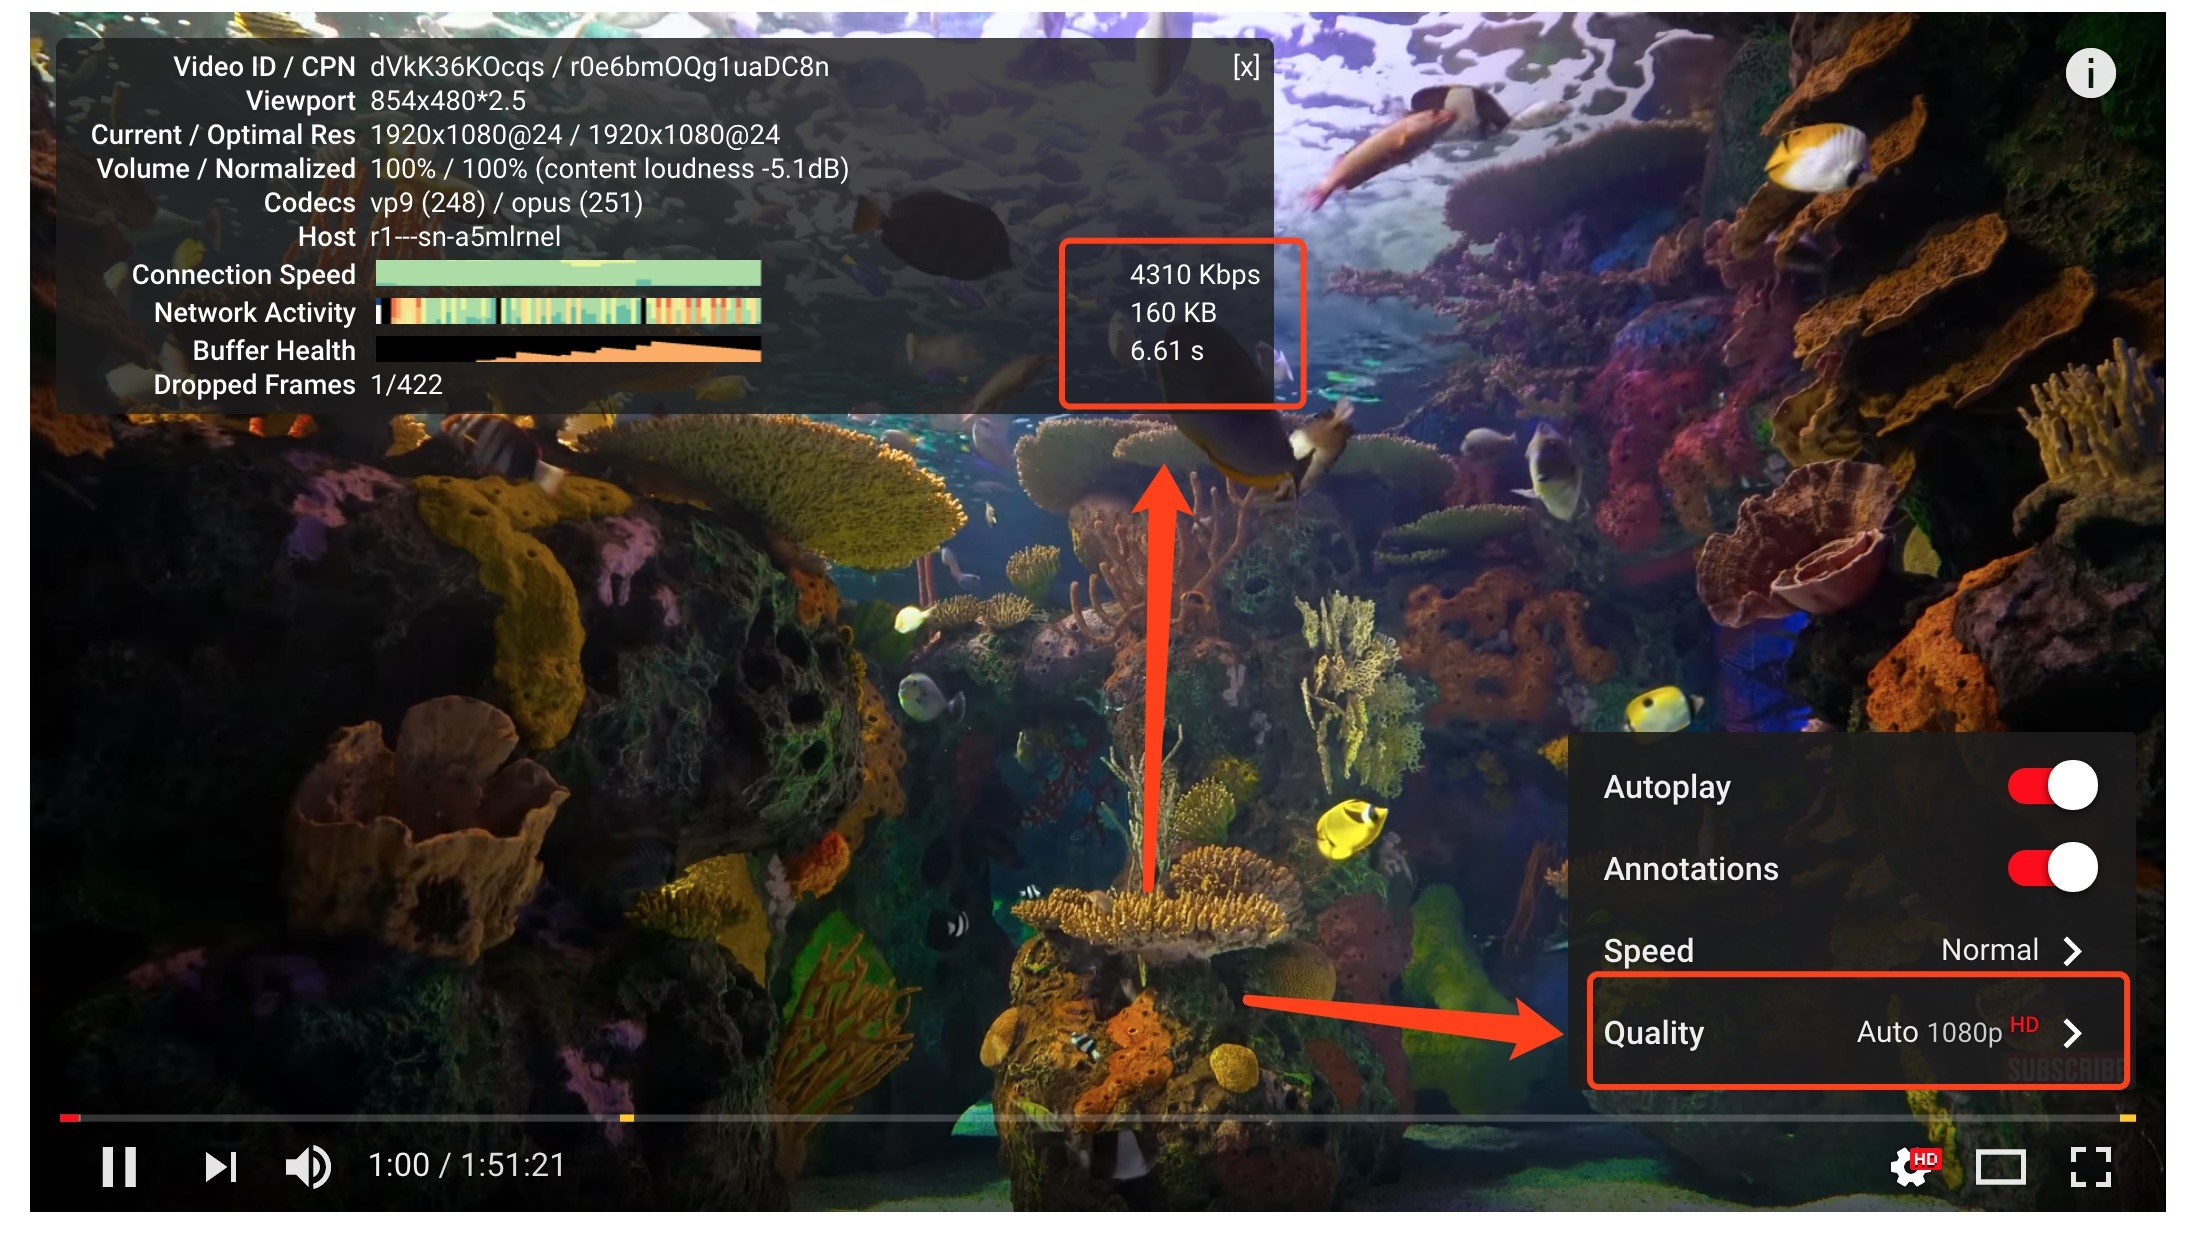 Video ID / CPN dVkK36KOcqs / r0e6bmOQg1uaDC8n [x]
Viewport 854x480*2.5
Current / Optimal Res 1920x1080@24 / 1920x1080@24
Volume / Normalized 100% / 100% (content loudness -5.1dB)
Codecs vp9 (248) / opus (251)
Host r1---sn-a5mlrnel
Connection Speed 4310 Kbps
Network Activity 160 KB
Buffer Health 6.61 s
Dropped Frames 1/422
i
Autoplay
Annotations
Speed Normal
Quality Auto 1080p HD
SUBSCRIBE
1:00 / 1:51:21 HD